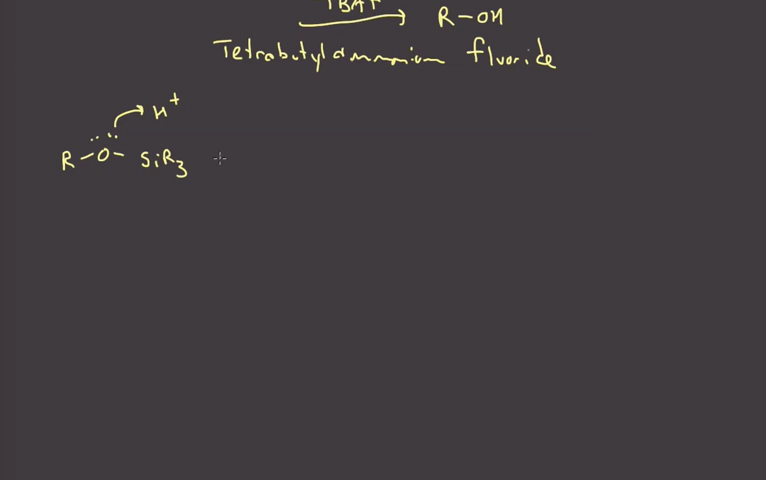 TBAF
R-OH
Tetrabutylammonium fluoride
H+
R-O-SiR3